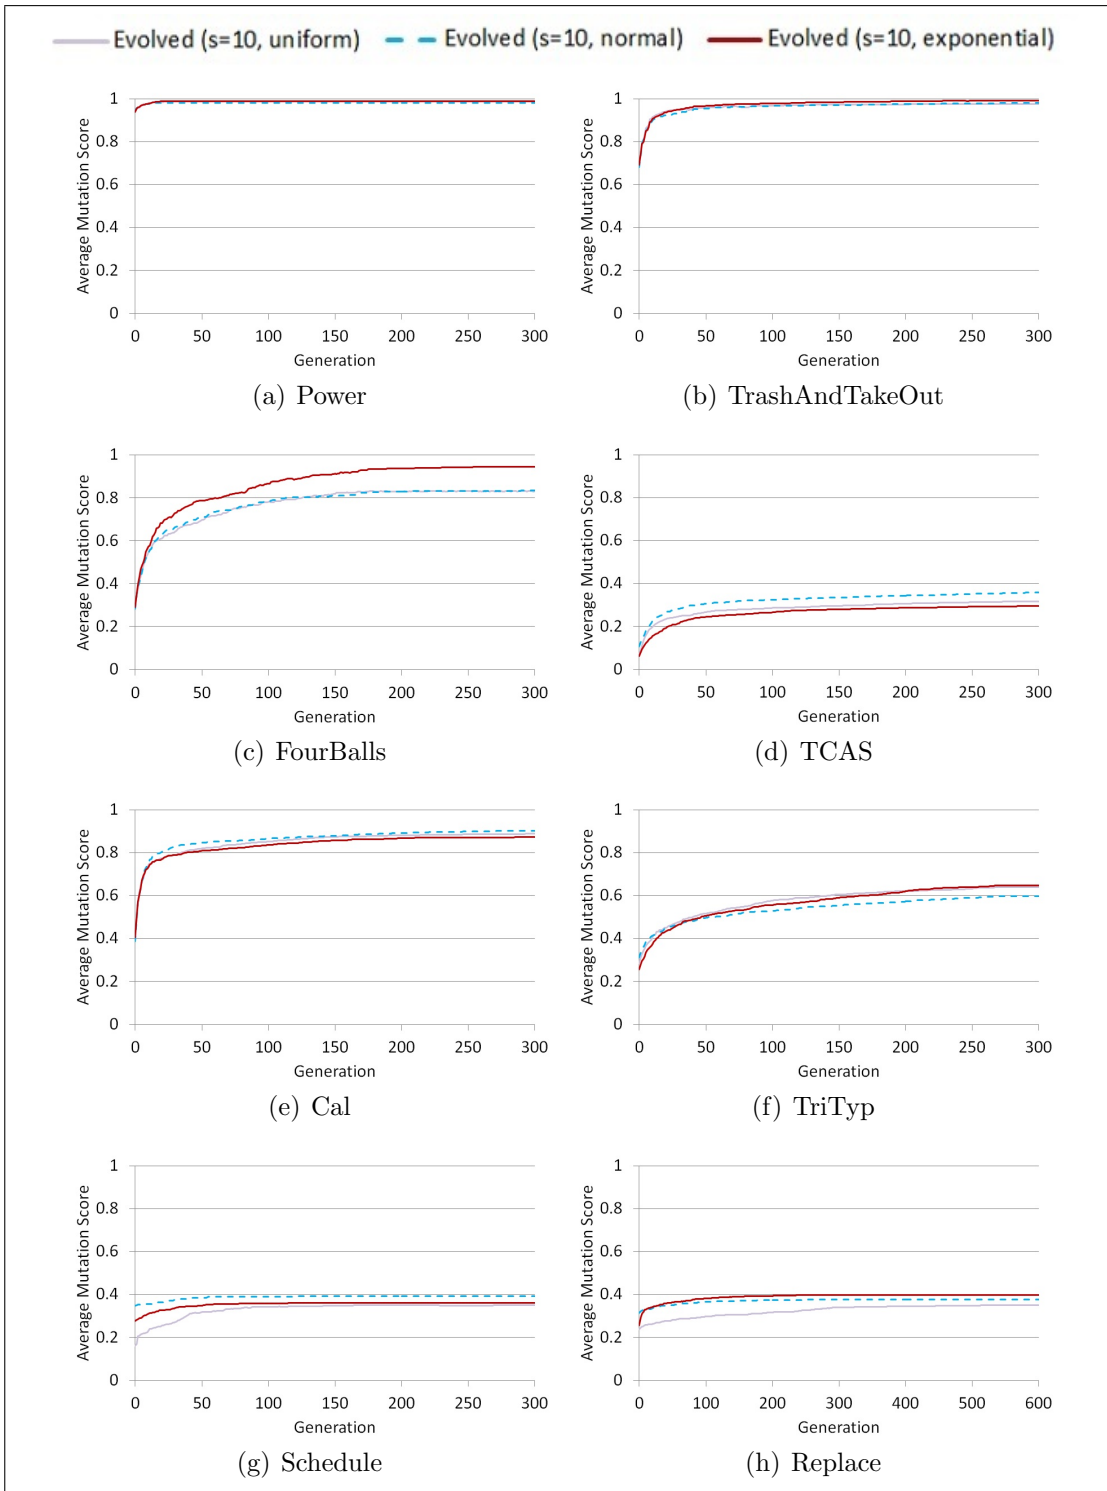 Evolved (s=10, uniform) Evolved (s=10, normal) Evolved (s=10, exponential)
Average Mutation Score
1
0.8
0.6
0.4
0.2
0
0 50 100 150 200 250 300
Generation
(a) Power
Average Mutation Score
1
0.8
0.6
0.4
0.2
0
0 50 100 150 200 250 300
Generation
(b) TrashAndTakeOut
Average Mutation Score
1
0.8
0.6
0.4
0.2
0
0 50 100 150 200 250 300
Generation
(c) FourBalls
Average Mutation Score
1
0.8
0.6
0.4
0.2
0
0 50 100 150 200 250 300
Generation
(d) TCAS
Average Mutation Score
1
0.8
0.6
0.4
0.2
0
0 50 100 150 200 250 300
Generation
(e) Cal
Average Mutation Score
1
0.8
0.6
0.4
0.2
0
0 50 100 150 200 250 300
Generation
(f) TriTyp
Average Mutation Score
1
0.8
0.6
0.4
0.2
0
0 50 100 150 200 250 300
Generation
(g) Schedule
Average Mutation Score
1
0.8
0.6
0.4
0.2
0
0 100 200 300 400 500 600
Generation
(h) Replace